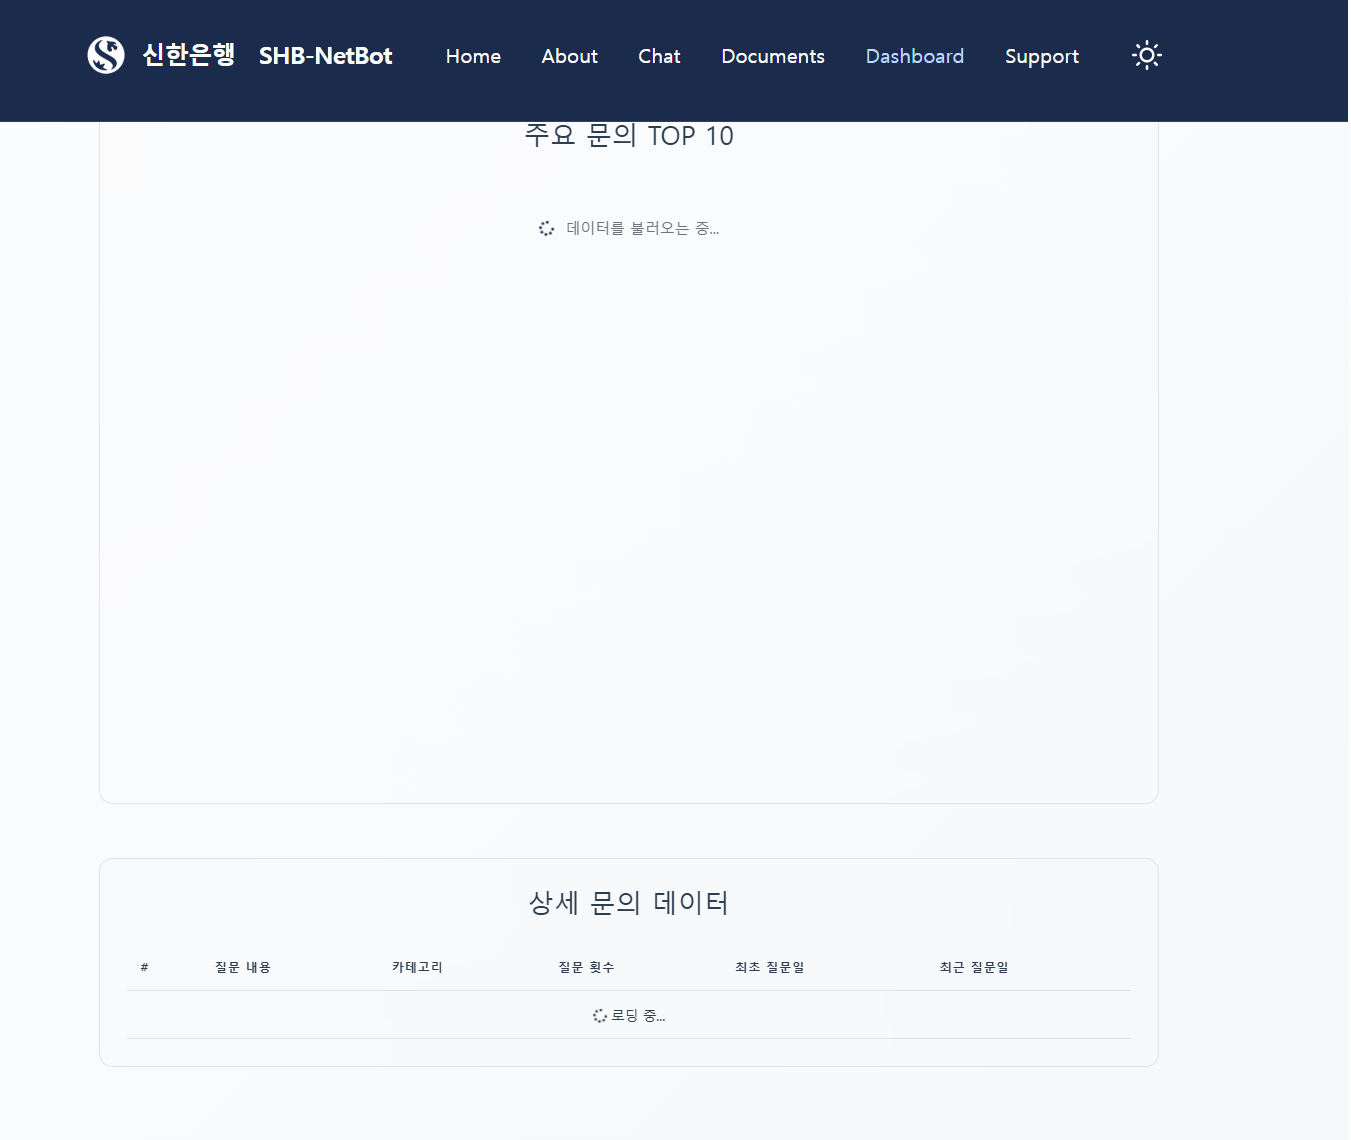 신한은행 SHB-NetBot Home About Chat Documents Dashboard Support
주요 문의 TOP 10
데이터를 불러오는 중...
상세 문의 데이터
# 질문 내용 카테고리 질문 횟수 최초 질문일 최근 질문일
로딩 중...